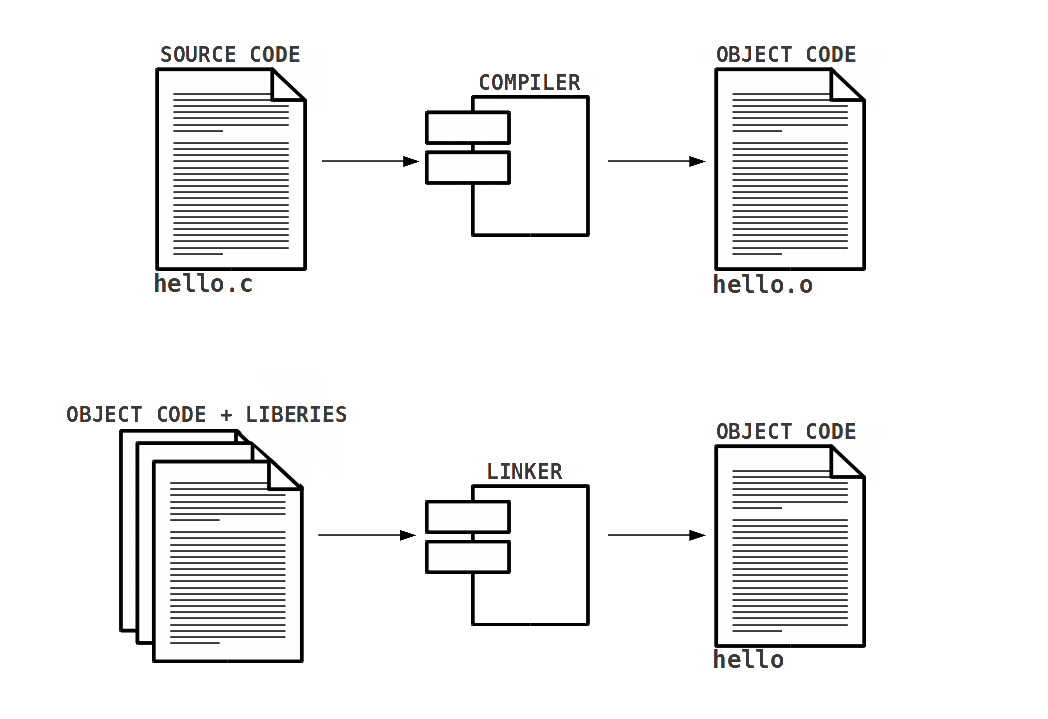 SOURCE CODE
COMPILER
OBJECT CODE
hello.c
hello.o
OBJECT CODE + LIBERIES
LINKER
OBJECT CODE
hello